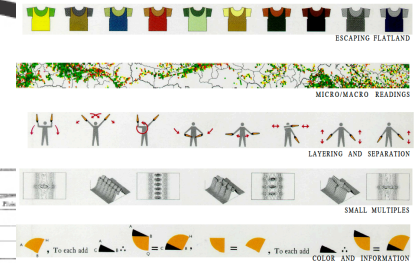 ESCAPING FLATLAND
MICRO/MACRO READINGS
LAYERING AND SEPARATION
SMALL MULTIPLES
, To each add
, To each add
COLOR AND INFORMATION